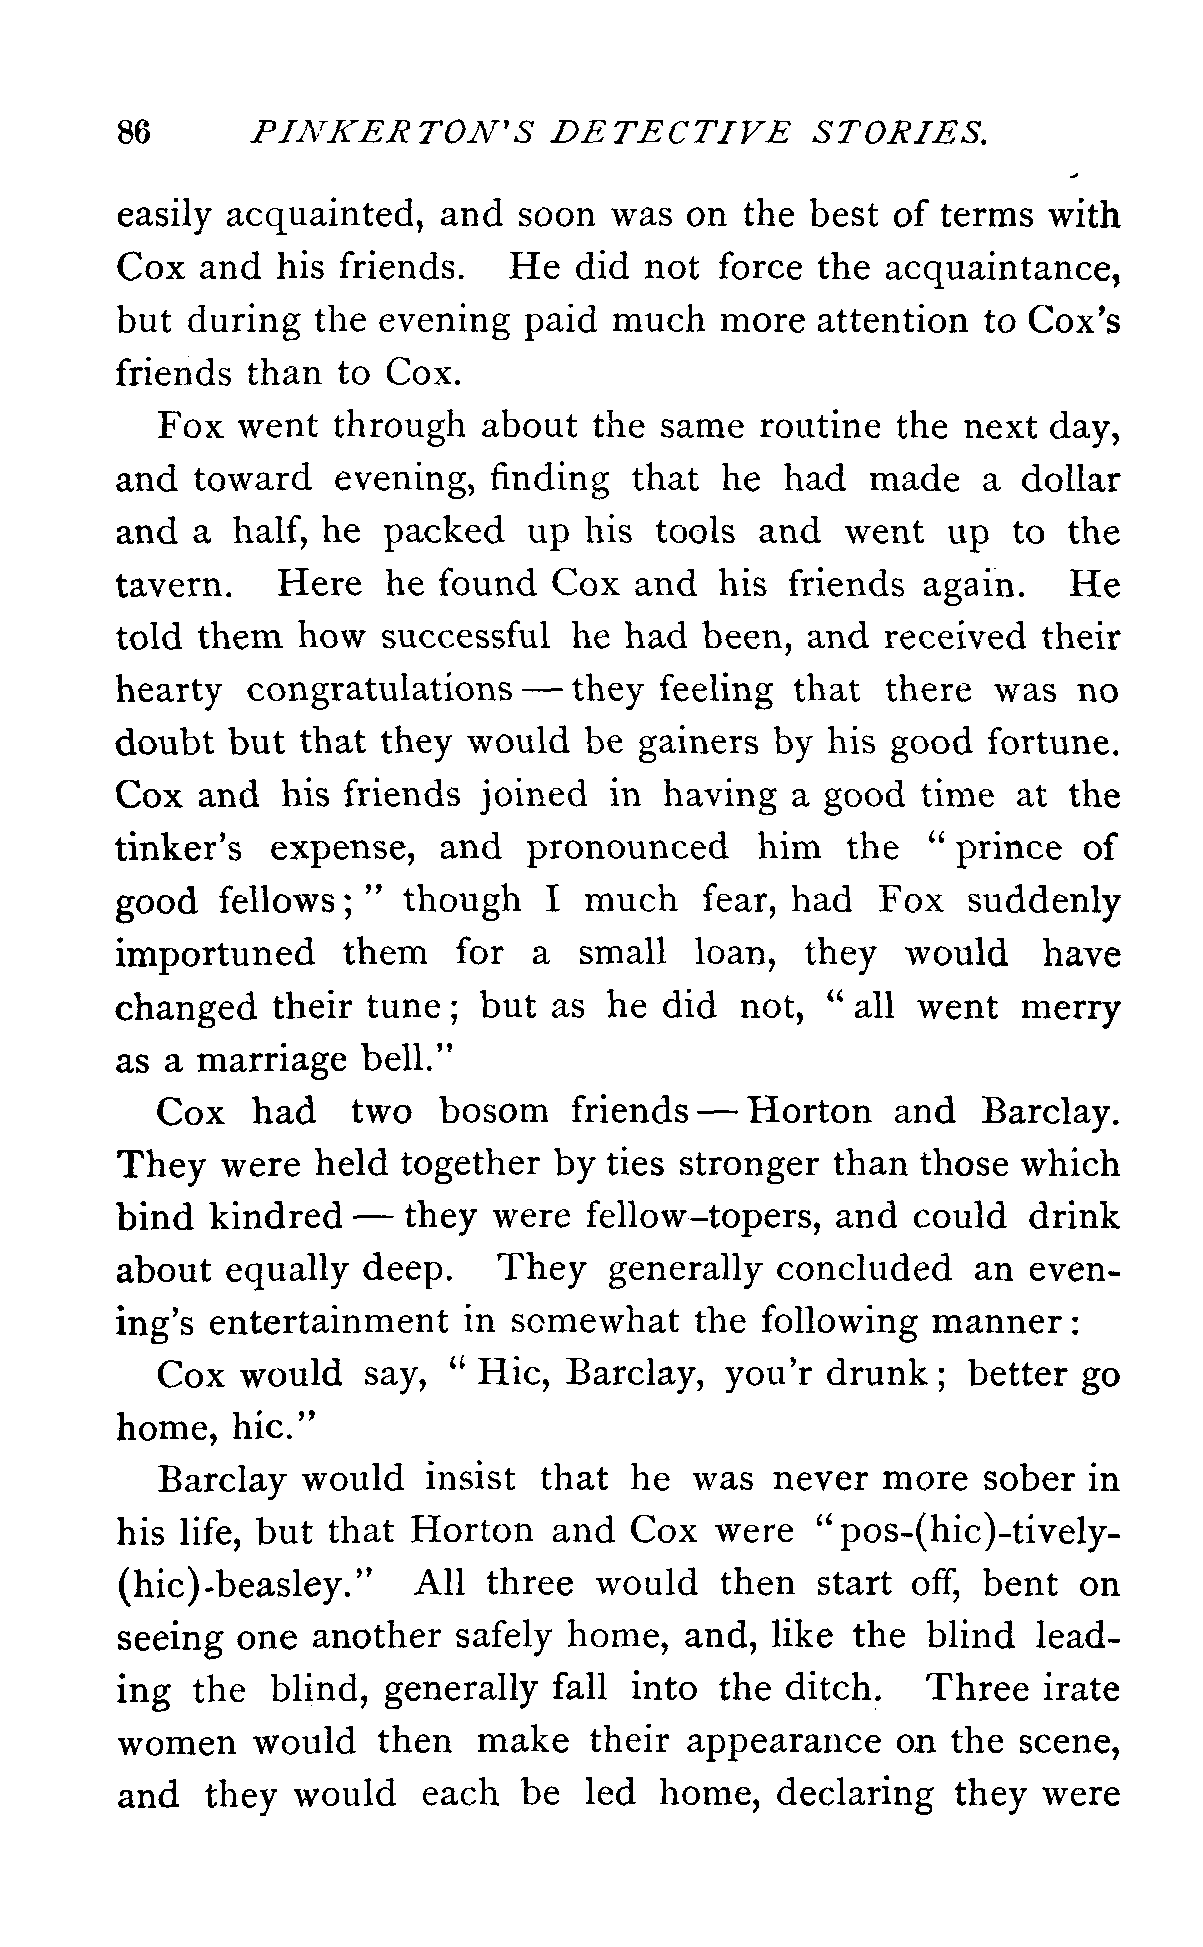 86 PINKERTON'S DETECTIVE STORIES.
easily acquainted, and soon was on the best of terms with
Cox and his friends. He did not force the acquaintance,
but during the evening paid much more attention to Cox's
friends than to Cox.
Fox went through about the same routine the next day,
and toward evening, finding that he had made a dollar
and a half, he packed up his tools and went up to the
tavern. Here he found Cox and his friends again. He
told them how successful he had been, and received their
hearty congratulations — they feeling that there was no
doubt but that they would be gainers by his good fortune.
Cox and his friends joined in having a good time at the
tinker's expense, and pronounced him the "prince of
good fellows;" though I much fear, had Fox suddenly
importuned them for a small loan, they would have
changed their tune; but as he did not, "all went merry
as a marriage bell."
Cox had two bosom friends — Horton and Barclay.
They were held together by ties stronger than those which
bind kindred — they were fellow-topers, and could drink
about equally deep. They generally concluded an even-
ing's entertainment in somewhat the following manner:
Cox would say, "Hic, Barclay, you'r drunk; better go
home, hic."
Barclay would insist that he was never more sober in
his life, but that Horton and Cox were "pos-(hic)-tively-
(hic)-beasley." All three would then start off, bent on
seeing one another safely home, and, like the blind lead-
ing the blind, generally fall into the ditch. Three irate
women would then make their appearance on the scene,
and they would each be led home, declaring they were